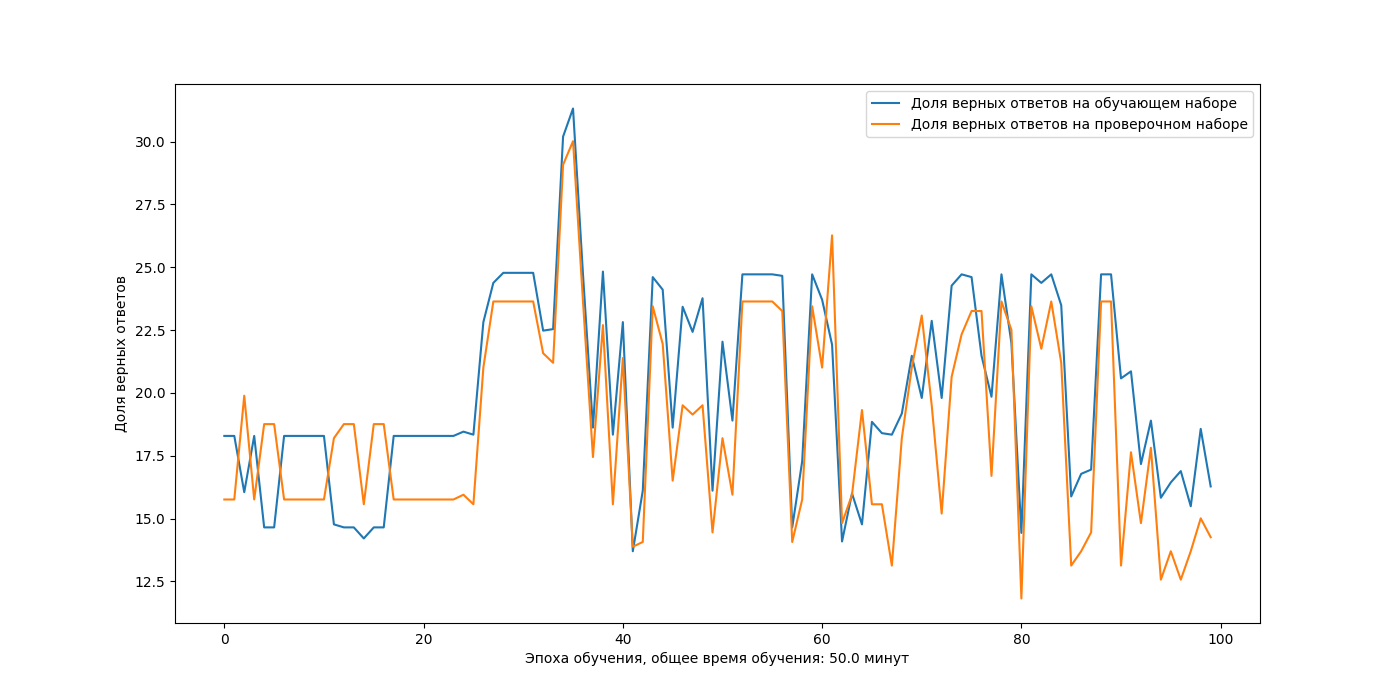 Доля верных ответов на обучающем наборе
Доля верных ответов на проверочном наборе
30.0
27.5
25.0
22.5
20.0
17.5
15.0
12.5
Доля верных ответов
0 20 40 60 80 100
Эпоха обучения, общее время обучения: 50.0 минут